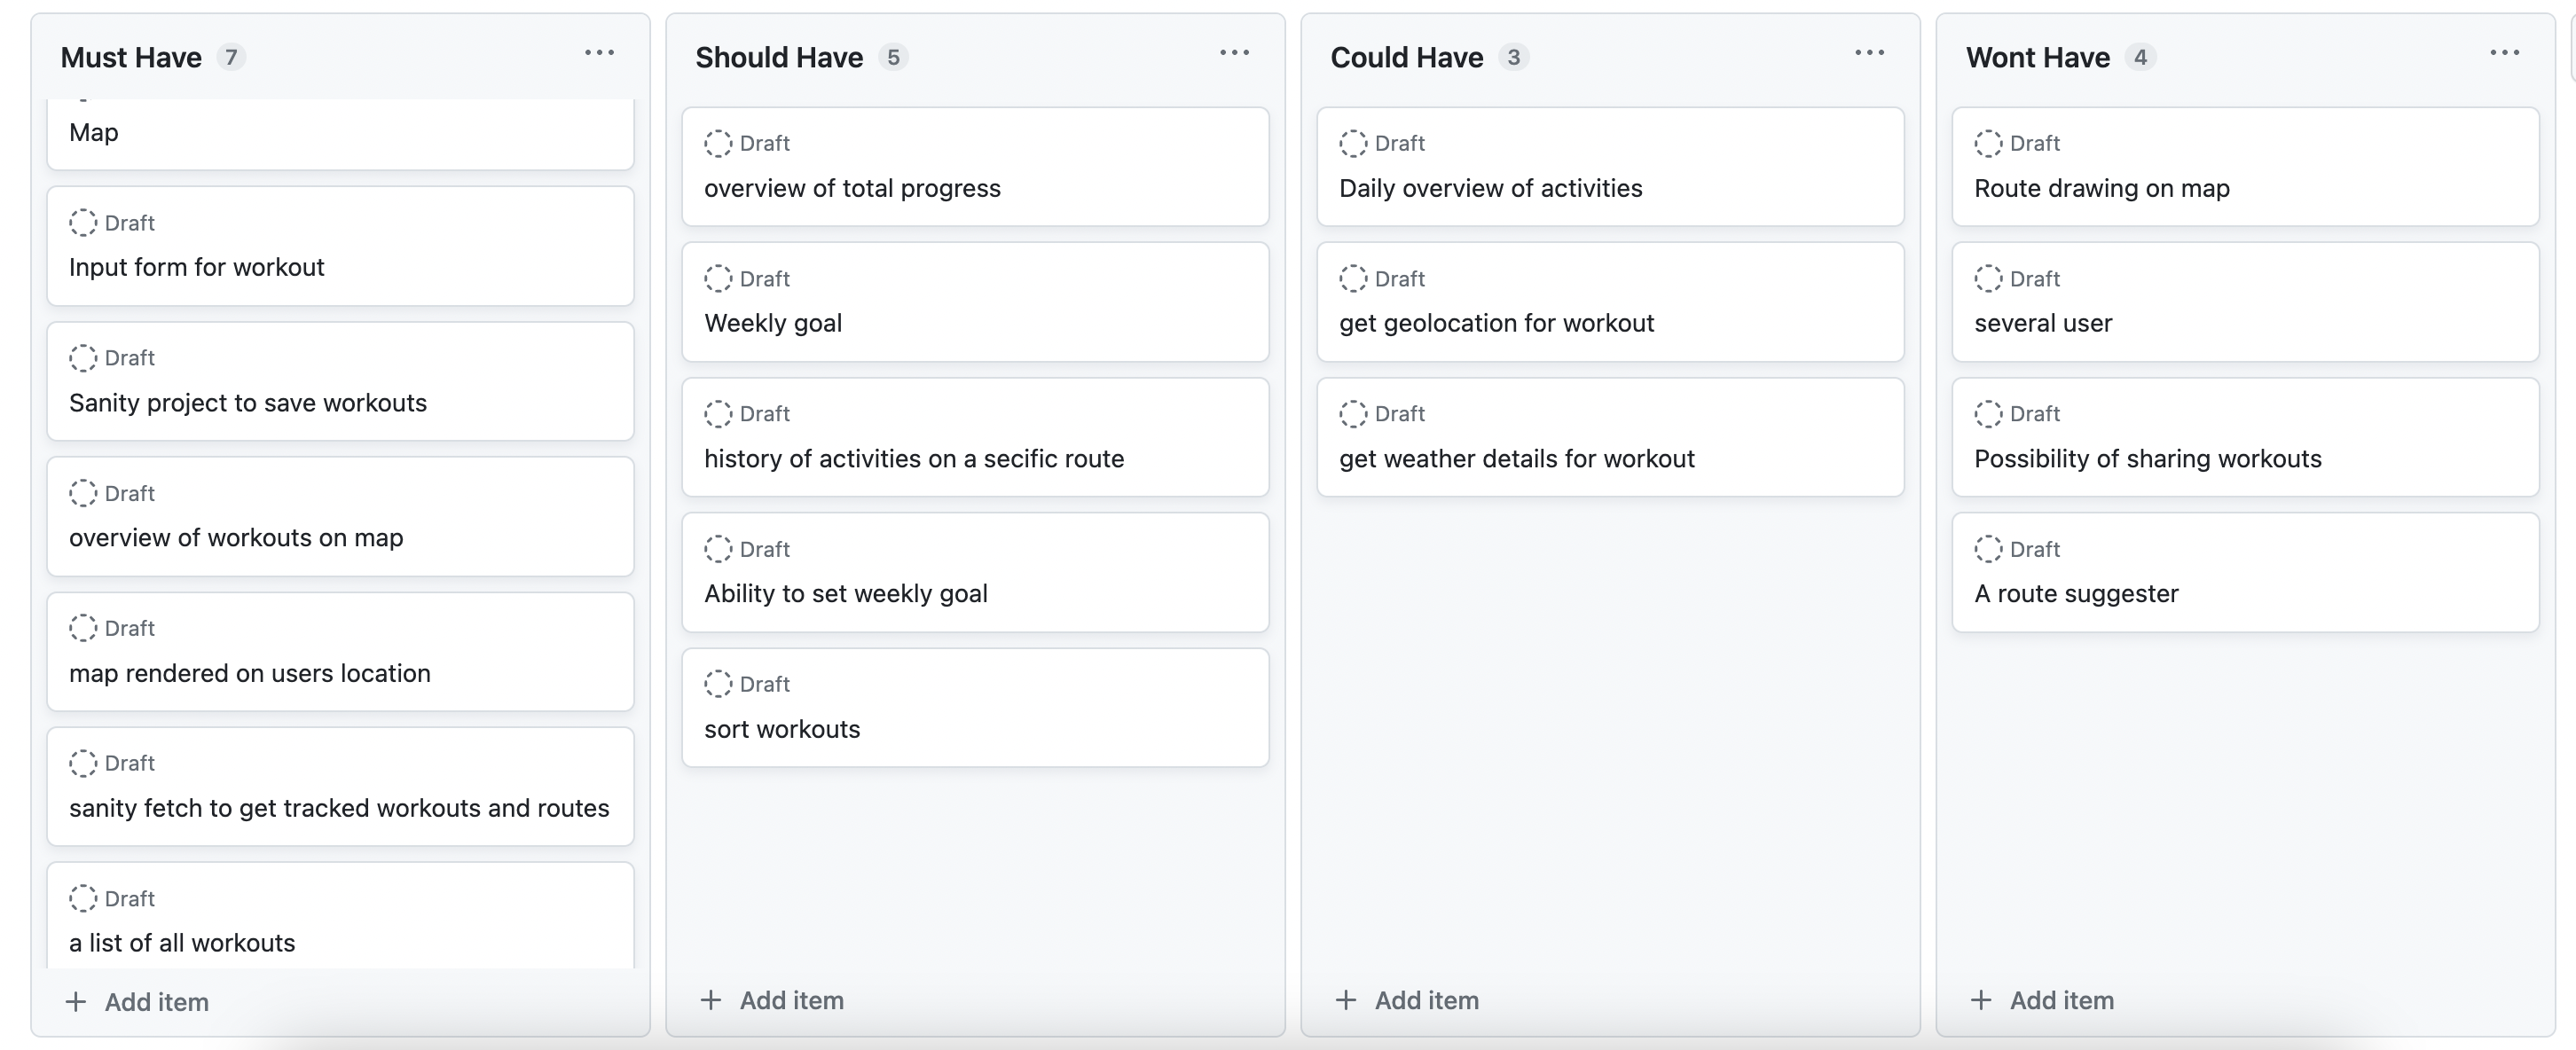 Must Have 7
Map
Draft
Input form for workout
Draft
Sanity project to save workouts
Draft
overview of workouts on map
Draft
map rendered on users location
Draft
sanity fetch to get tracked workouts and routes
Draft
a list of all workouts
+ Add item
Should Have 5
Draft
overview of total progress
Draft
Weekly goal
Draft
history of activities on a secific route
Draft
Ability to set weekly goal
Draft
sort workouts
+ Add item
Could Have 3
Draft
Daily overview of activities
Draft
get geolocation for workout
Draft
get weather details for workout
+ Add item
Wont Have 4
Draft
Route drawing on map
Draft
several user
Draft
Possibility of sharing workouts
Draft
A route suggester
+ Add item